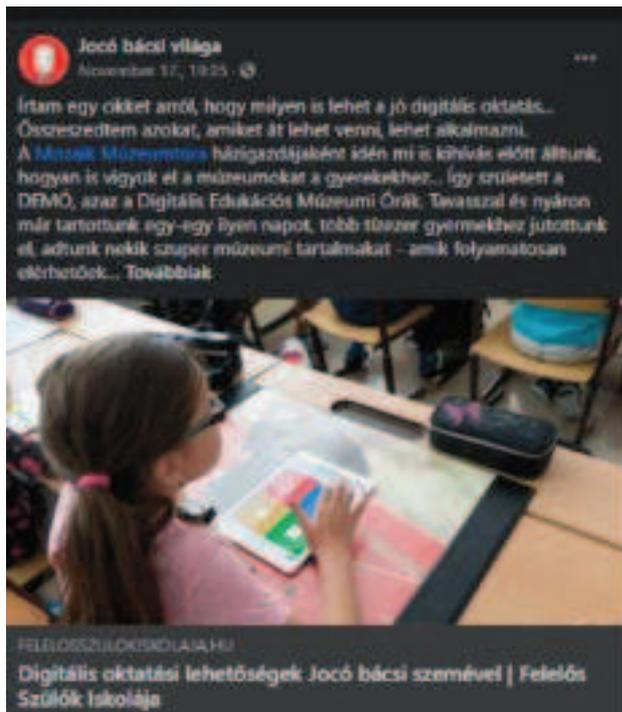 Jocó bácsi világa
November 17., 19:25
Írtam egy cikket arról, hogy milyen is lehet a jó digitális oktatás...
Összeszedtem azokat, amiket át lehet venni, lehet alkalmazni.
A Mozaik Múzeumtúra házigazdájaként idén mi is kihívás előtt álltunk,
hogyan is vigyük el a múzeumokat a gyerekekhez... Így született a
DEMÓ, azaz a Digitális Edukációs Múzeumi Órák. Tavasszal és nyáron
már tartottunk egy-egy ilyen napot, több tízezer gyermekhez jutottunk
el, adtunk nekik szuper múzeumi tartalmakat - amik folyamatosan
elérhetőek... Továbbiak
FELELOSSZULOKISKOLAJA.HU
Digitális oktatási lehetőségek Jocó bácsi szemével | Felelős
Szülők Iskolája